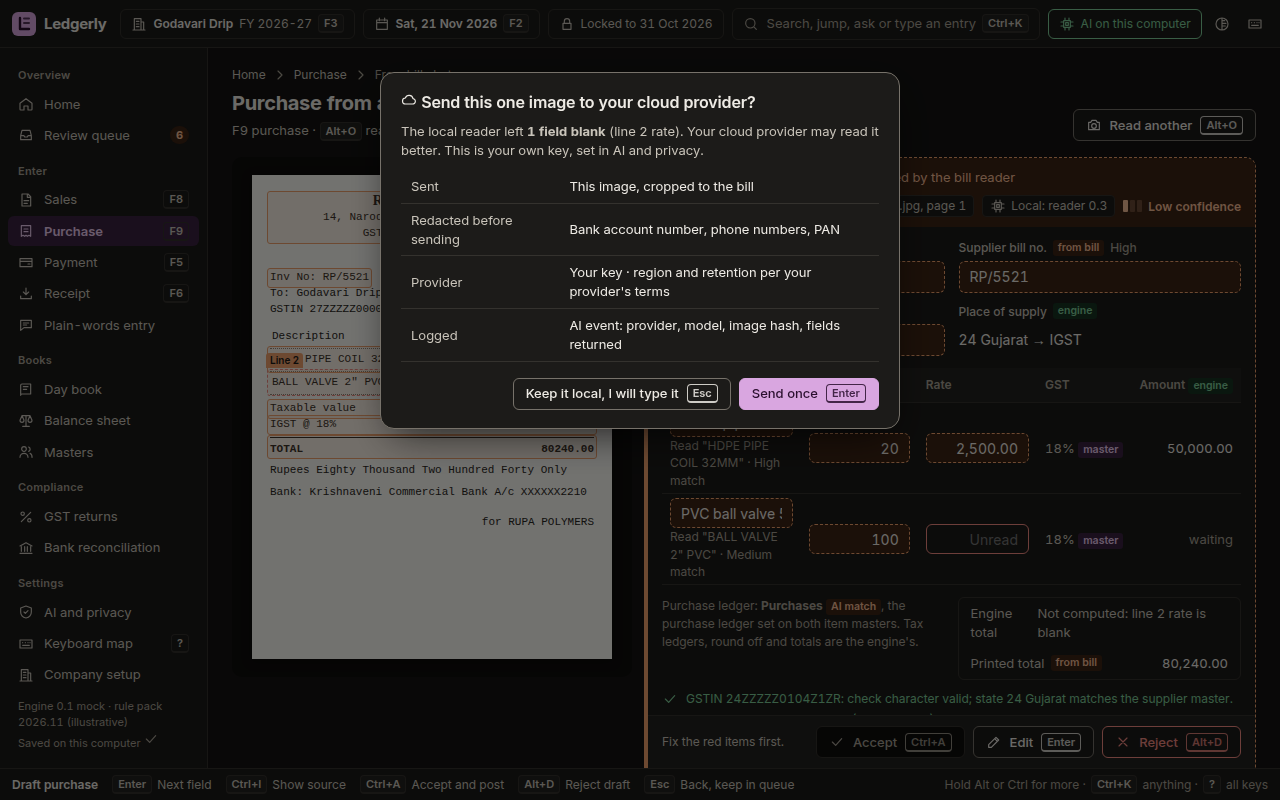 Ledgerly
Godavari Drip FY 2026-27 F3
Sat, 21 Nov 2026 F2
Locked to 31 Oct 2026
Search, jump, ask or type an entry Ctrl+K
AI on this computer
Overview
Home
Review queue 6
Enter
Sales F8
Purchase F9
Payment F5
Receipt F6
Plain-words entry
Books
Day book
Balance sheet
Masters
Compliance
GST returns
Bank reconciliation
Settings
AI and privacy
Keyboard map ?
Company setup
Engine 0.1 mock · rule pack
2026.11 (illustrative)
Saved on this computer
Home > Purchase >
Purchase from
F9 purchase · Alt+O
Read another Alt+O
Send this one image to your cloud provider?
The local reader left 1 field blank (line 2 rate). Your cloud provider may read it
better. This is your own key, set in AI and privacy.
Sent This image, cropped to the bill
Redacted before
sending
Bank account number, phone numbers, PAN
Provider
Your key · region and retention per your
provider's terms
Logged
AI event: provider, model, image hash, fields
returned
Keep it local, I will type it Esc
Send once Enter
14, Naroc
GST
Inv No: RP/5521
To: Godavari Drip
GSTIN 27ZZZZZ0000
Description
Line 2 PIPE COIL 32
BALL VALVE 2" PVC
Taxable value
IGST @ 18%
TOTAL 80240.00
Rupees Eighty Thousand Two Hundred Forty Only
Bank: Krishnaveni Commercial Bank A/c XXXXXX2210
for RUPA POLYMERS
ed by the bill reader
.jpg, page 1
Local: reader 0.3
Low confidence
Supplier bill no. from bill High
RP/5521
Place of supply engine
24 Gujarat → IGST
Rate GST Amount engine
Read "HDPE PIPE
COIL 32MM" · High
match
20 2,500.00 18% master 50,000.00
PVC ball valve
Read "BALL VALVE
2" PVC" · Medium
match
100 Unread 18% master waiting
Purchase ledger: Purchases AI match, the
purchase ledger set on both item masters. Tax
ledgers, round off and totals are the engine's.
Engine
total
Not computed: line 2 rate is
blank
Printed total from bill 80,240.00
GSTIN 24ZZZZZ0104Z1ZR: check character valid; state 24 Gujarat matches the supplier master.
Fix the red items first.
Accept Ctrl+A
Edit Enter
Reject Alt+D
Draft purchase Enter Next field Ctrl+I Show source Ctrl+A Accept and post Alt+D Reject draft Esc Back, keep in queue
Hold Alt or Ctrl for more · Ctrl+K anything · ? all keys